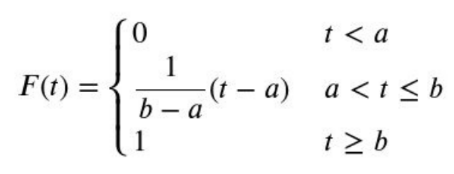 F(t) = { 0 t < a
1/(b − a) (t − a) a < t ≤ b
1 t ≥ b